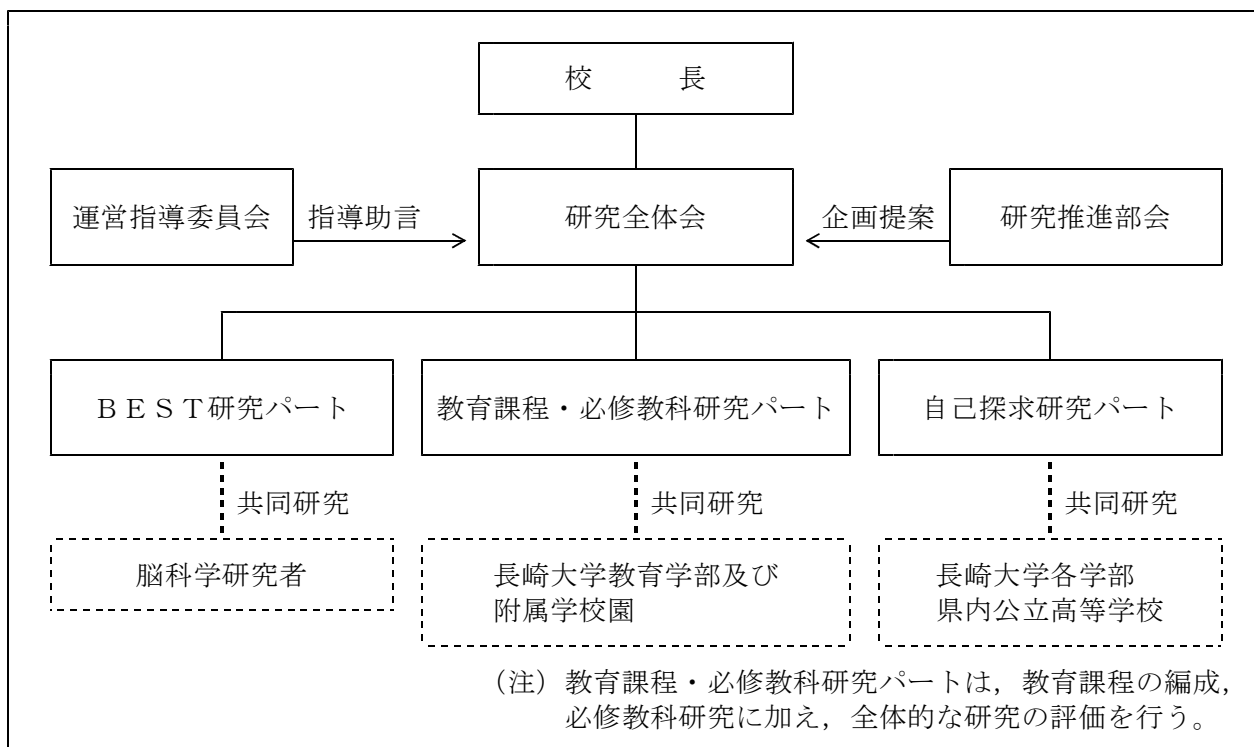 校　　　長
運営指導委員会
指導助言
研究全体会
企画提案
研究推進部会
ＢＥＳＴ研究パート
教育課程・必修教科研究パート
自己探求研究パート
共同研究
共同研究
共同研究
脳科学研究者
長崎大学教育学部及び
附属学校園
長崎大学各学部
県内公立高等学校
（注）教育課程・必修教科研究パートは，教育課程の編成，
必修教科研究に加え，全体的な研究の評価を行う。